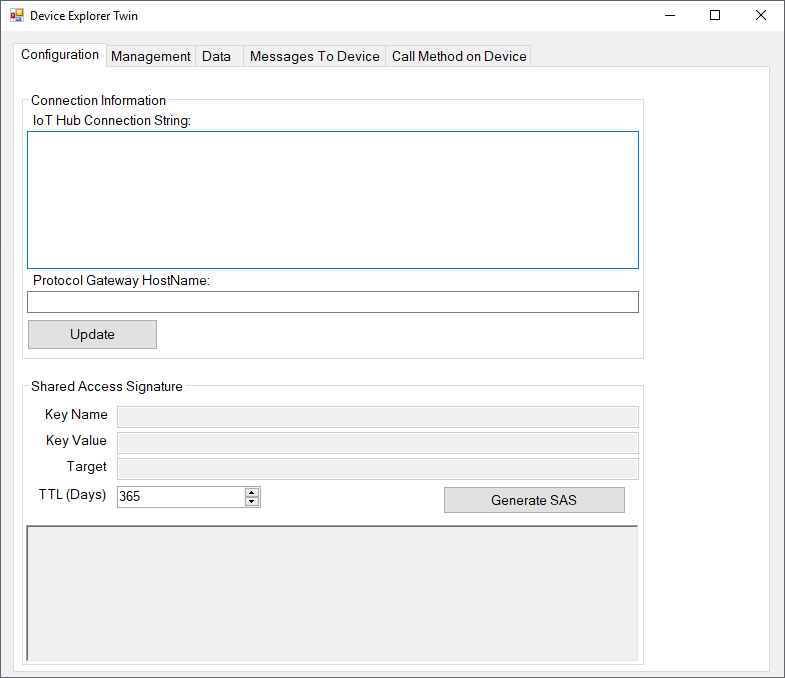 Device Explorer Twin
Configuration Management Data Messages To Device Call Method on Device
Connection Information
IoT Hub Connection String:
Protocol Gateway HostName:
Update
Shared Access Signature
Key Name
Key Value
Target
TTL (Days) 365 Generate SAS